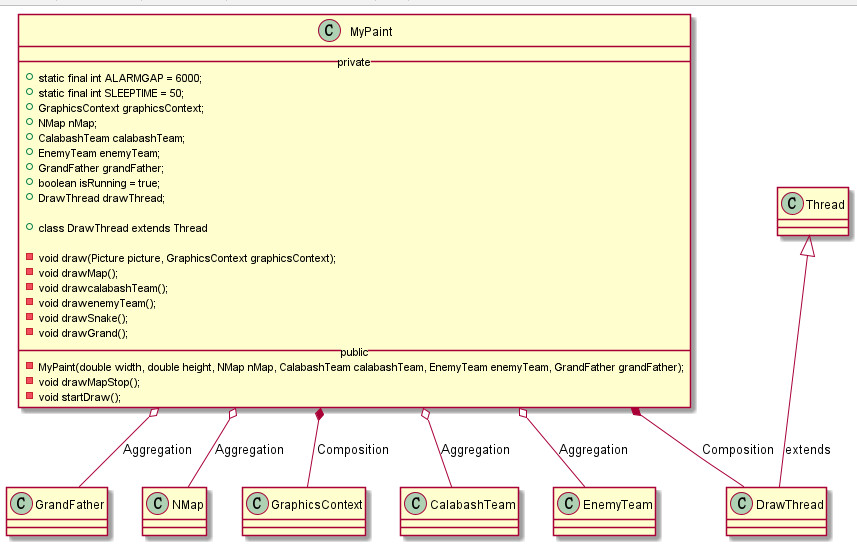 C MyPaint
private
static final int ALARMGAP = 6000;
static final int SLEEPTIME = 50;
GraphicsContext graphicsContext;
NMap nMap;
CalabashTeam calabashTeam;
EnemyTeam enemyTeam;
GrandFather grandFather;
boolean isRunning = true;
DrawThread drawThread;
class DrawThread extends Thread
void draw(Picture picture, GraphicsContext graphicsContext);
void drawMap();
void drawcalabashTeam();
void drawenemyTeam();
void drawSnake();
void drawGrand();
public
MyPaint(double width, double height, NMap nMap, CalabashTeam calabashTeam, EnemyTeam enemyTeam, GrandFather grandFather);
void drawMapStop();
void startDraw();
C Thread
Aggregation
Aggregation
Composition
Aggregation
Aggregation
Composition
extends
C GrandFather
C NMap
C GraphicsContext
C CalabashTeam
C EnemyTeam
C DrawThread